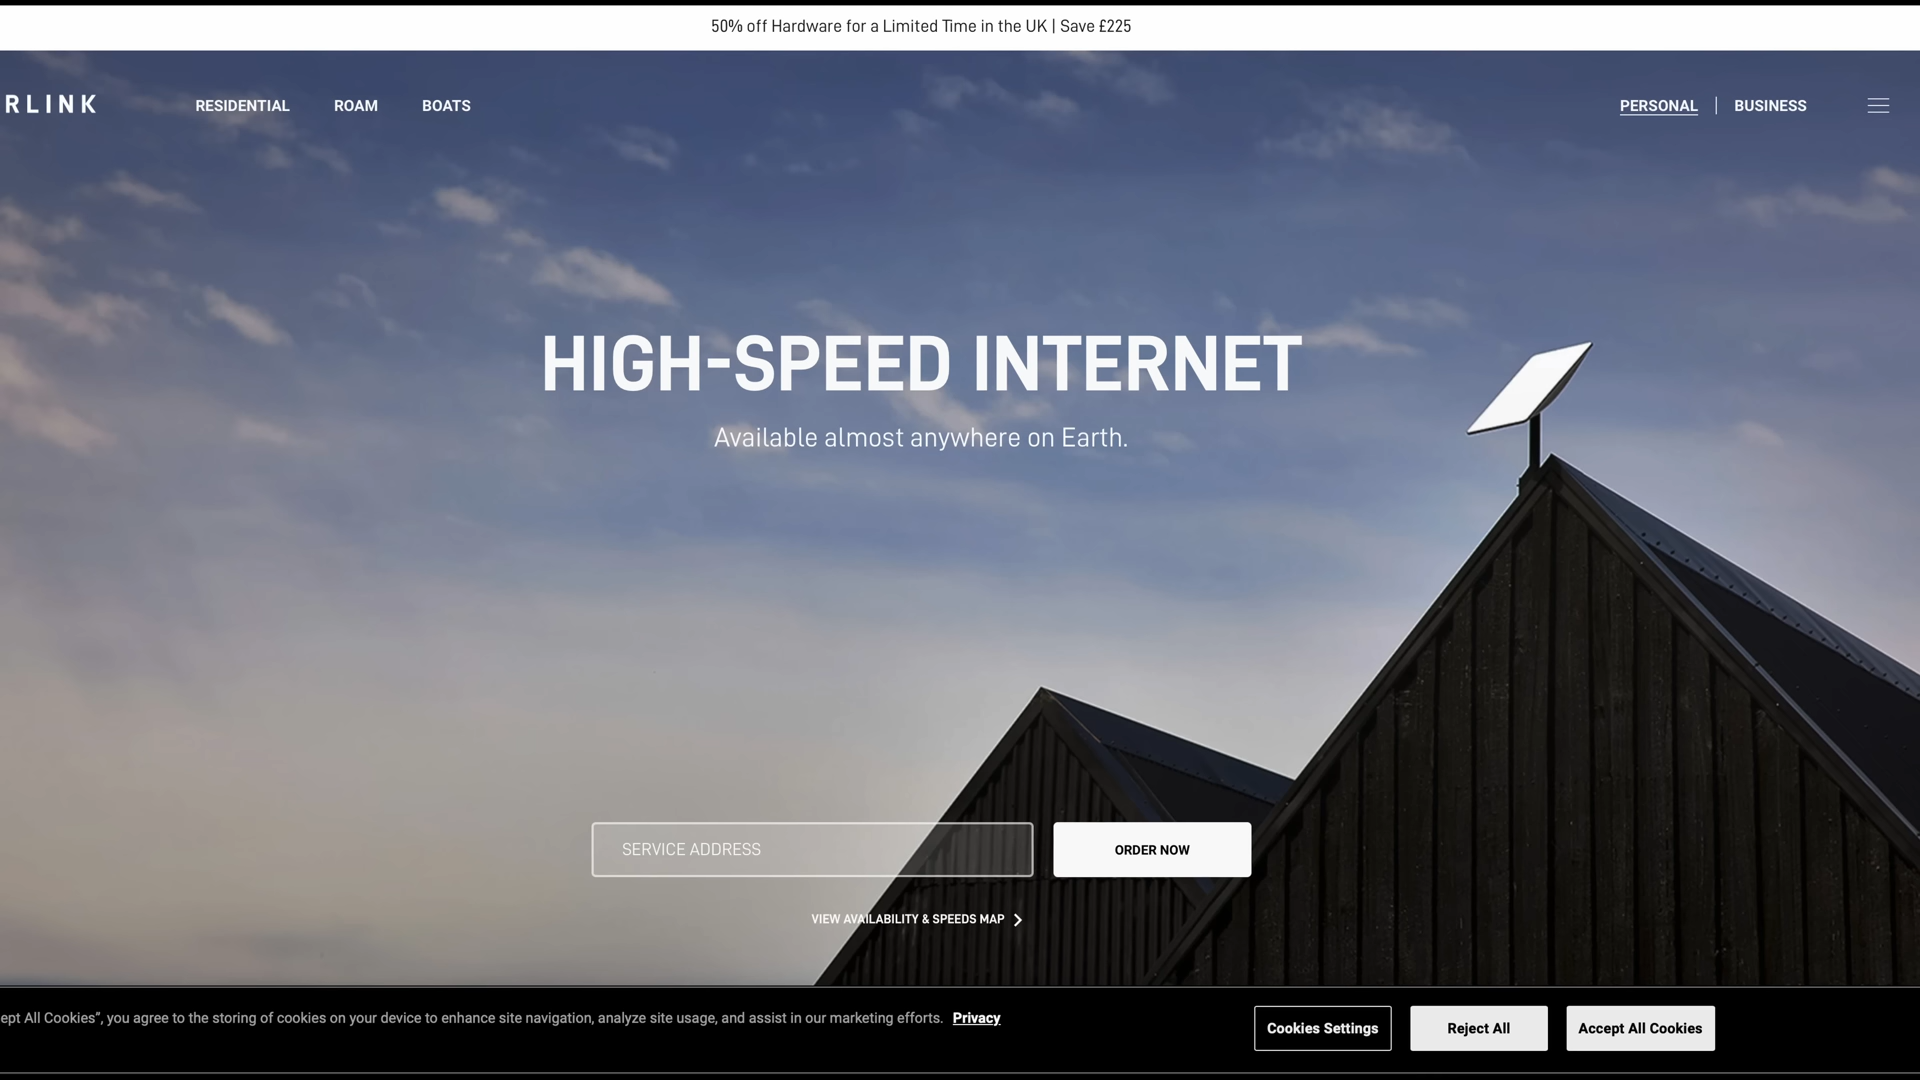 50% off Hardware for a Limited Time in the UK | Save £225
RLINK
RESIDENTIAL
ROAM
BOATS
PERSONAL
BUSINESS
HIGH-SPEED INTERNET
Available almost anywhere on Earth.
SERVICE ADDRESS
ORDER NOW
VIEW AVAILABILITY & SPEEDS MAP
ept All Cookies”, you agree to the storing of cookies on your device to enhance site navigation, analyze site usage, and assist in our marketing efforts. Privacy
Cookies Settings
Reject All
Accept All Cookies